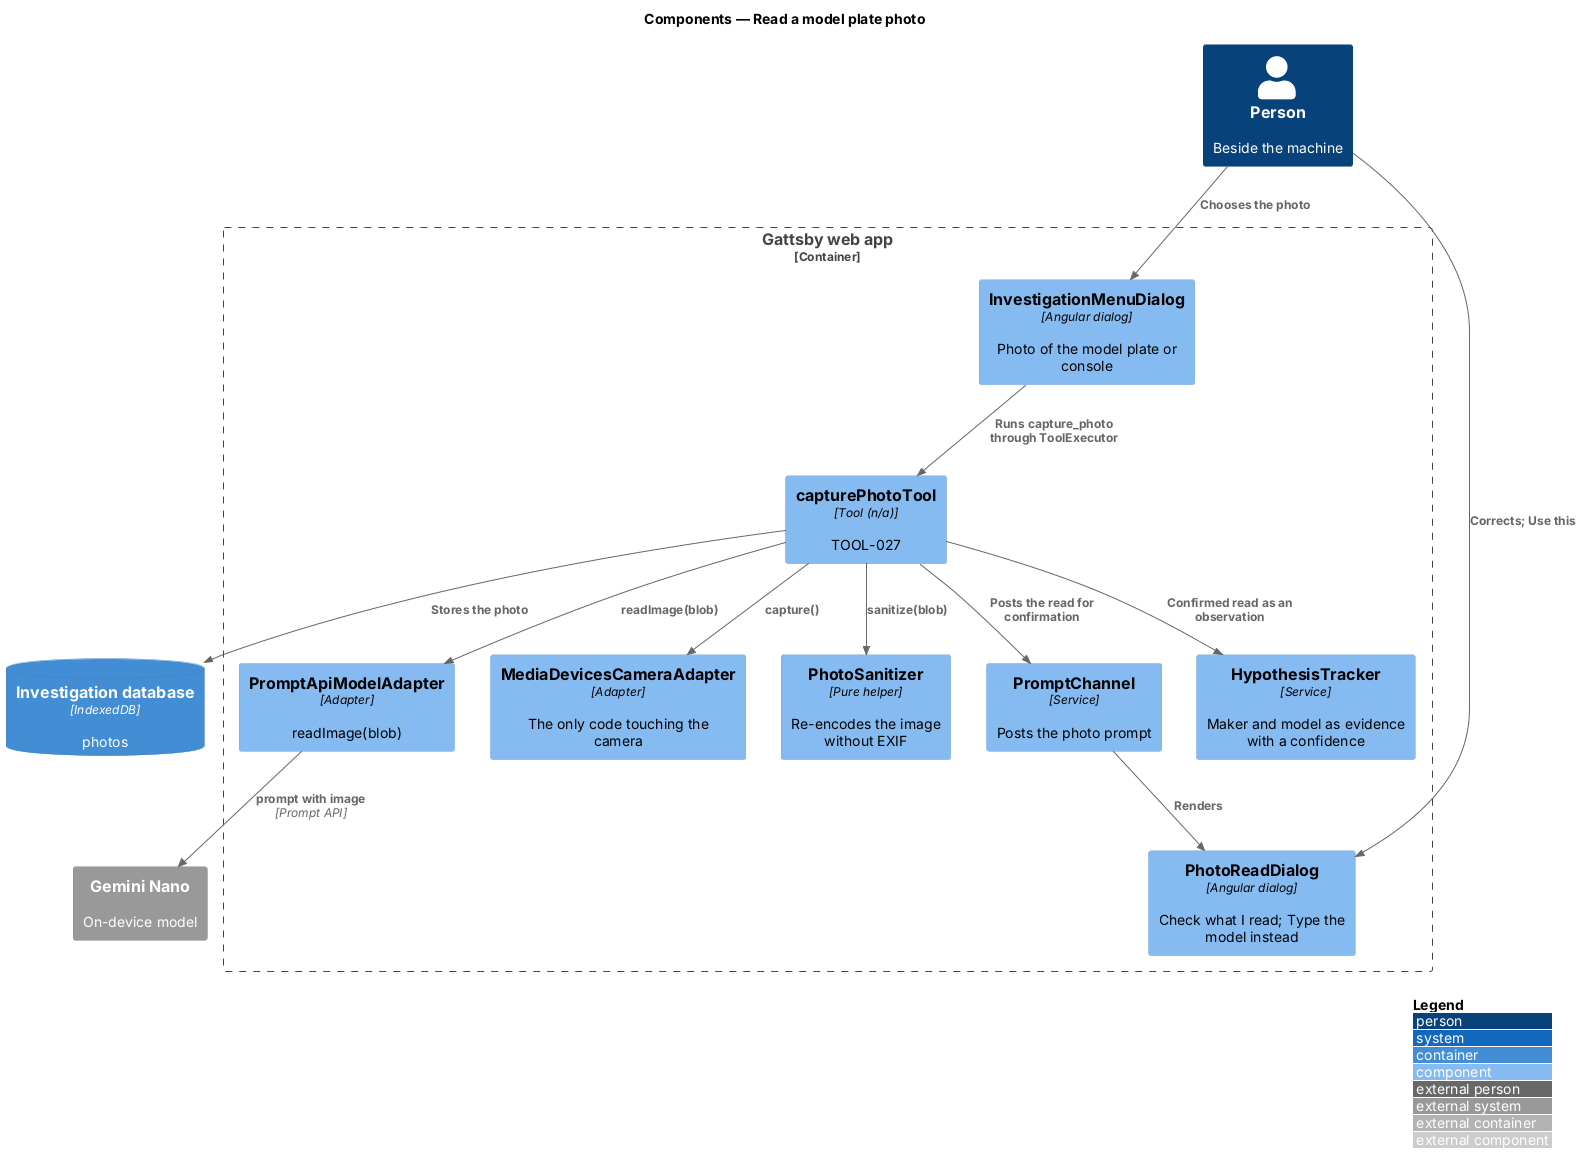 Components — Read a model plate photo
Person
Beside the machine
Chooses the photo
Gattsby web app
[Container]
InvestigationMenuDialog
[Angular dialog]
Photo of the model plate or
console
Runs capture_photo
through ToolExecutor
capturePhotoTool
[Tool (n/a)]
TOOL-027
Corrects; Use this
Stores the photo
readImage(blob)
capture()
sanitize(blob)
Posts the read for
confirmation
Confirmed read as an
observation
Investigation database
[IndexedDB]
photos
PromptApiModelAdapter
[Adapter]
readImage(blob)
MediaDevicesCameraAdapter
[Adapter]
The only code touching the
camera
PhotoSanitizer
[Pure helper]
Re-encodes the image
without EXIF
PromptChannel
[Service]
Posts the photo prompt
HypothesisTracker
[Service]
Maker and model as evidence
with a confidence
prompt with image
[Prompt API]
Renders
Gemini Nano
On-device model
PhotoReadDialog
[Angular dialog]
Check what I read; Type the
model instead
Legend
person
system
container
component
external person
external system
external container
external component